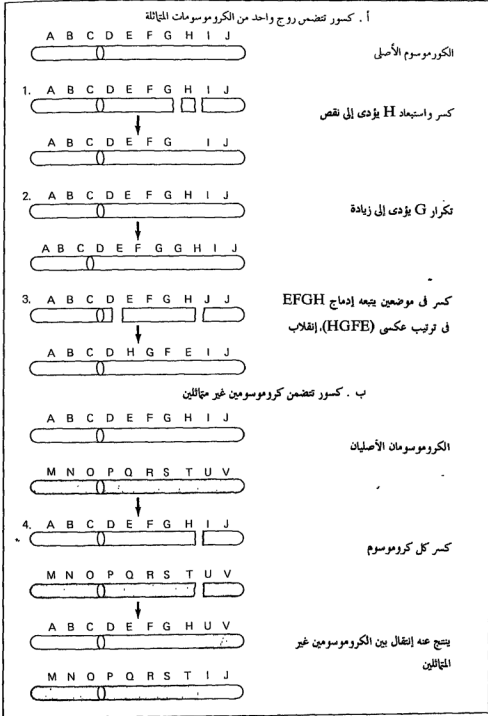 أ . كسور تتضمن زوج واحد من الكروموسومات المتماثلة
A B C D E F G H I J
الكورموسوم الأصلى
1. A B C D E F G H I J
كسر واستبعاد H يؤدى إلى نقص
A B C D E F G I J
2. A B C D E F G H I J
تكرار G يؤدى إلى زيادة
A B C D E F G G H I J
3. A B C D E F G H J J
كسر فى موضعين يتبعه إدماج EFGH
فى ترتيب عكسى (HGFE)، إنقلاب
A B C D H G F E I J
ب . كسور تتضمن كروموسومين غير متماثلين
A B C D E F G H I J
الكروموسومان الأصليان
M N O P Q R S T U V
4. A B C D E F G H I J
كسر كل كروموسوم
M N O P Q R S T U V
A B C D E F G H U V
ينتج عنه إنتقال بين الكروموسومين غير
المتماثلين
M N O P Q R S T I J